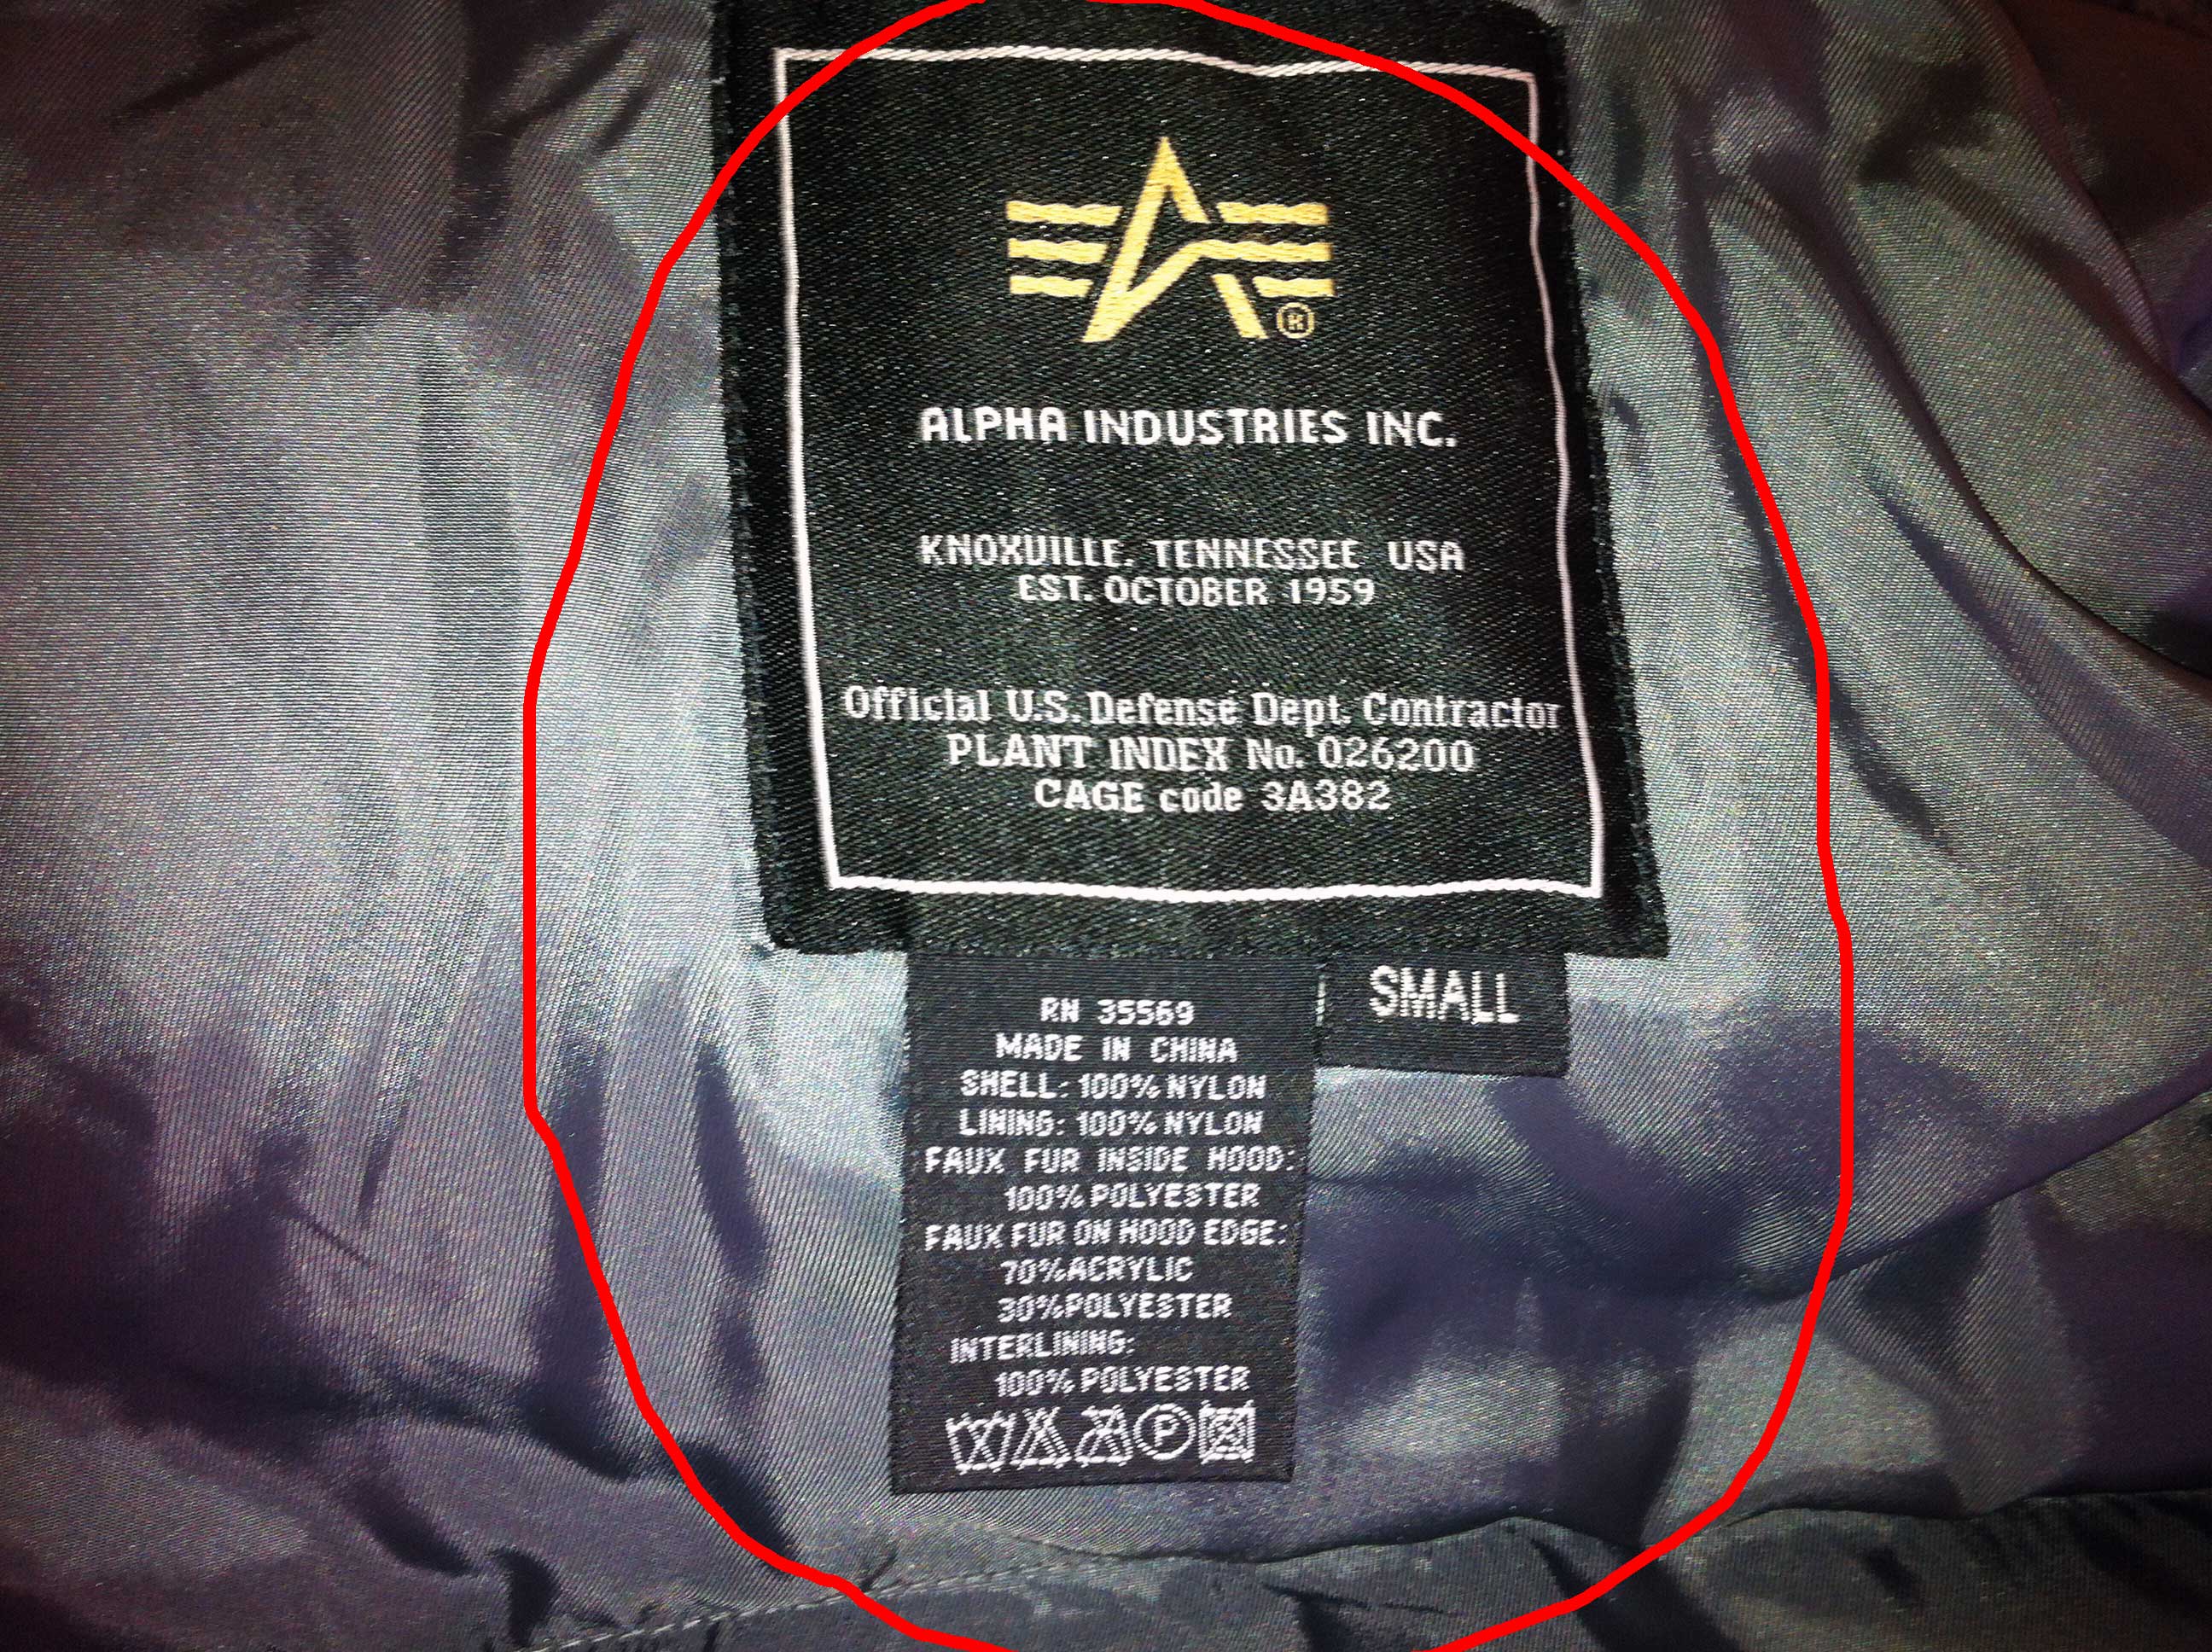 ®
ALPHA INDUSTRIES INC.
KNOXVILLE, TENNESSEE USA
EST. OCTOBER 1959
Official U.S. Defense Dept. Contractor
PLANT INDEX No. 026200
CAGE code 3A382
SMALL
RN 35569
MADE IN CHINA
SHELL: 100% NYLON
LINING: 100% NYLON
FAUX FUR INSIDE HOOD:
100% POLYESTER
FAUX FUR ON HOOD EDGE:
70% ACRYLIC
30% POLYESTER
INTERLINING:
100% POLYESTER
P